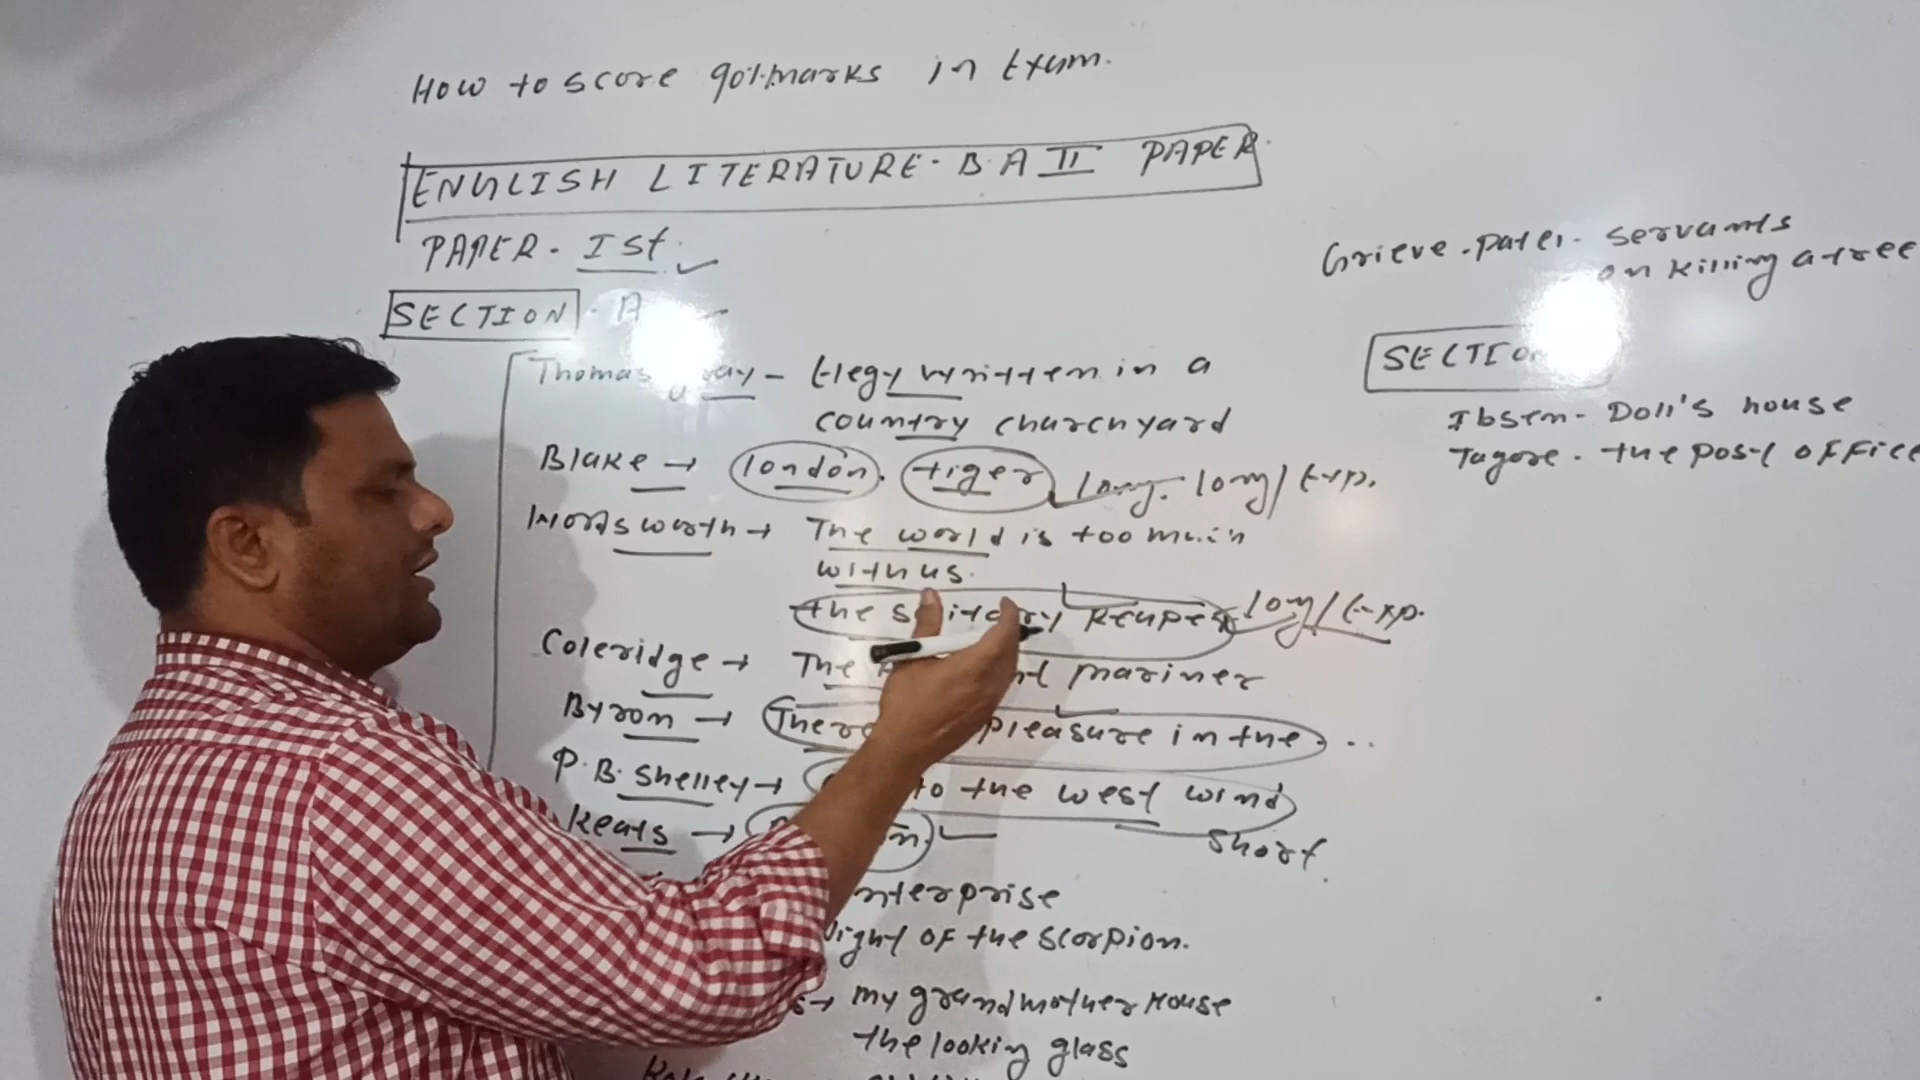 How to score 90% marks in Exam.
ENGLISH LITERATURE. B.A II PAPER
PAPER - Ist.
SECTION - A
Thomas Gray - Elegy written in a
country churchyard
Blake → london. tiger long. long/Exp.
Wordsworth → The world is too much
with us.
the solitary Reaper long/Exp.
Coleridge → The mariner
Byron → There pleasure in the...
P.B. Shelley → to the west wind
short.
Keats →
nterprise
Night of the Scorpion.
my grandmother House
the looking glass
Grieve. Patel. servants
on killing a tree
SECTION
Ibsen - Doll's house
Tagore - the post office